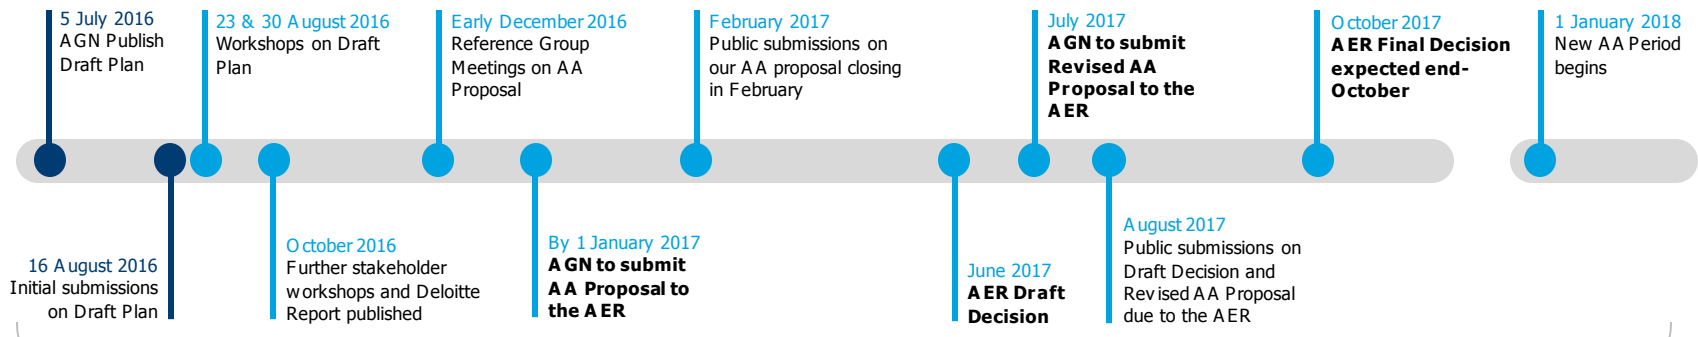 5 July 2016
AGN Publish
Draft Plan
23 & 30 August 2016
Workshops on Draft
Plan
Early December 2016
Reference Group
Meetings on AA
Proposal
February 2017
Public submissions on
our AA proposal closing
in February
July 2017
AGN to submit
Revised AA
Proposal to the
AER
October 2017
AER Final Decision
expected end-
October
1 January 2018
New AA Period
begins
16 August 2016
Initial submissions
on Draft Plan
October 2016
Further stakeholder
workshops and Deloitte
Report published
By 1 January 2017
AGN to submit
AA Proposal to
the AER
June 2017
AER Draft
Decision
August 2017
Public submissions on
Draft Decision and
Revised AA Proposal
due to the AER